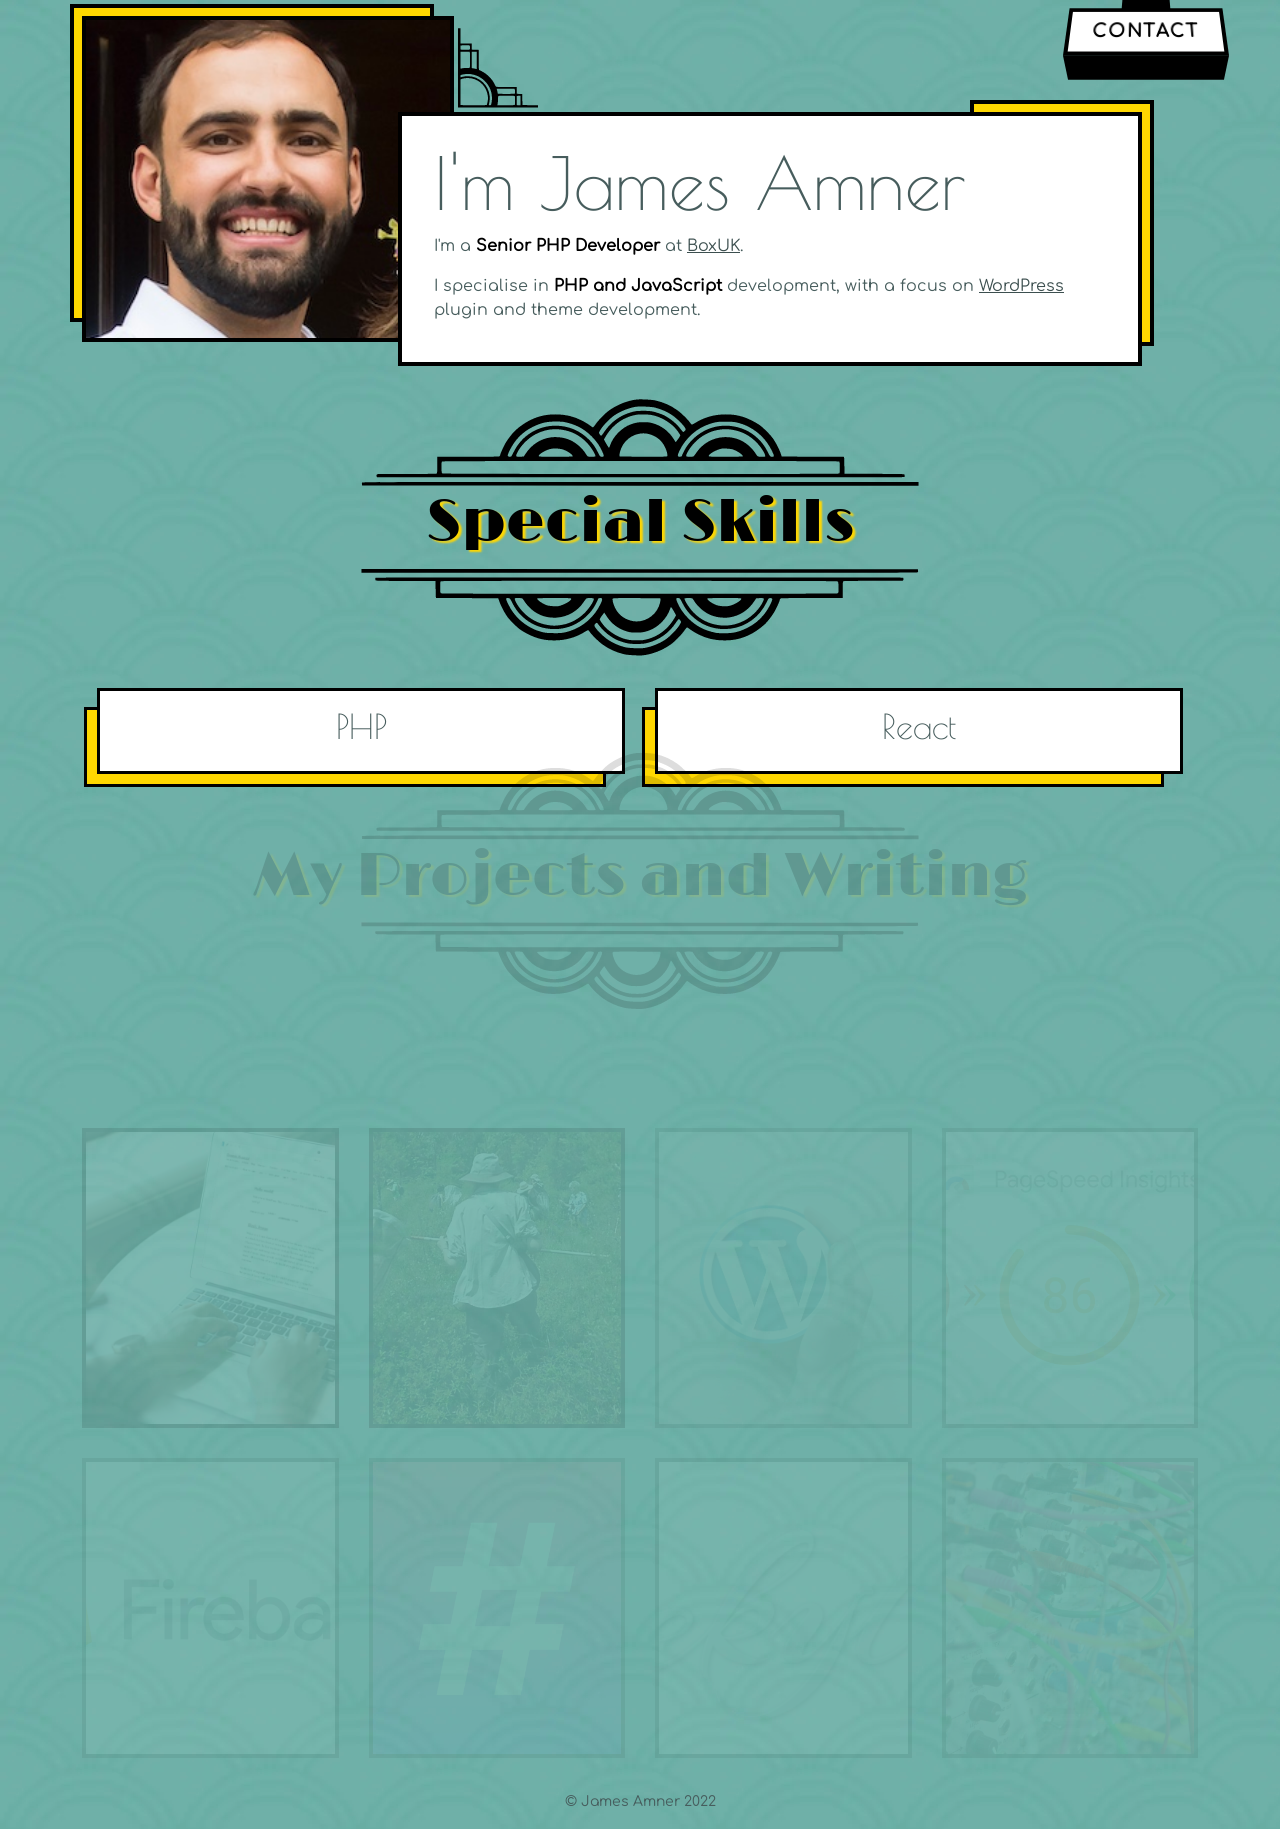 CONTACT
I'm James Amner
I'm a Senior PHP Developer at BoxUK.
I specialise in PHP and JavaScript development, with a focus on WordPress
plugin and theme development.
Special Skills
PHP
React
My Projects and Writing
PageSpeed Insights
86
Fireba
#
© James Amner 2022